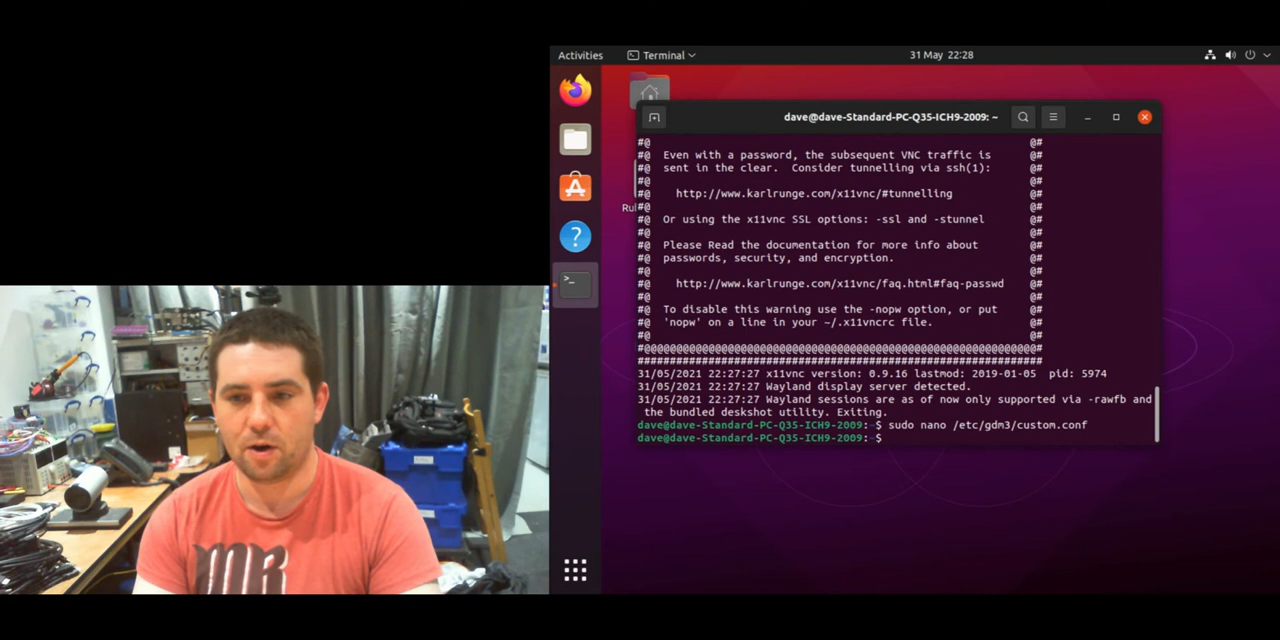 Activities
Terminal
31 May 22:28
dave@dave-Standard-PC-Q35-ICH9-2009: ~
#@ @#
#@ Even with a password, the subsequent VNC traffic is @#
#@ sent in the clear. Consider tunnelling via ssh(1): @#
#@ @#
#@ http://www.karlrunge.com/x11vnc/#tunnelling @#
#@ @#
#@ Or using the x11vnc SSL options: -ssl and -stunnel @#
#@ @#
#@ Please Read the documentation for more info about @#
#@ passwords, security, and encryption. @#
#@ @#
#@ http://www.karlrunge.com/x11vnc/faq.html#faq-passwd @#
#@ @#
#@ To disable this warning use the -nopw option, or put @#
#@ 'nopw' on a line in your ~/.x11vncrc file. @#
#@ @#
#@@@@@@@@@@@@@@@@@@@@@@@@@@@@@@@@@@@@@@@@@@@@@@@@@@@@@@@@@@@@@#
###############################################################
31/05/2021 22:27:27 x11vnc version: 0.9.16 lastmod: 2019-01-05 pid: 5974
31/05/2021 22:27:27 Wayland display server detected.
31/05/2021 22:27:27 Wayland sessions are as of now only supported via -rawfb and
the bundled deskshot utility. Exiting.
dave@dave-Standard-PC-Q35-ICH9-2009:~$ sudo nano /etc/gdm3/custom.conf
dave@dave-Standard-PC-Q35-ICH9-2009:~$